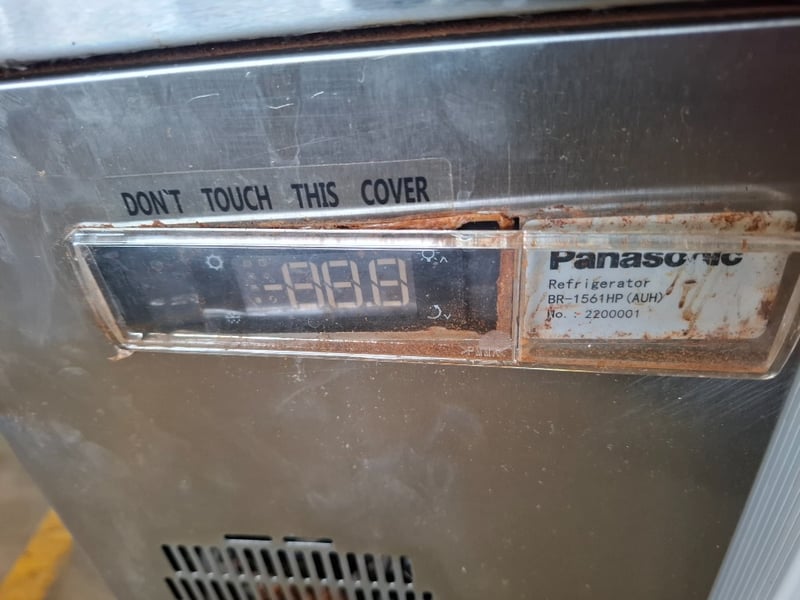 DON'T TOUCH THIS COVER
-88.8
Panasonic
Refrigerator
BR-1561HP(AUH)
No.: 2200001